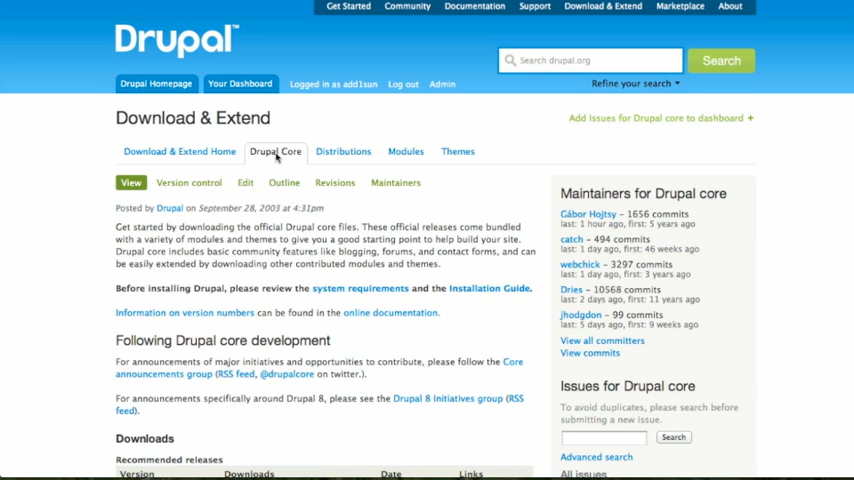 Get Started Community Documentation Support Download & Extend Marketplace About
Drupal™
Search drupal.org Search
Refine your search
Drupal Homepage Your Dashboard Logged in as add1sun Log out Admin
Download & Extend
Add Issues for Drupal core to dashboard +
Download & Extend Home Drupal Core Distributions Modules Themes
View Version control Edit Outline Revisions Maintainers
Posted by Drupal on September 28, 2003 at 4:31pm
Get started by downloading the official Drupal core files. These official releases come bundled
with a variety of modules and themes to give you a good starting point to help build your site.
Drupal core includes basic community features like blogging, forums, and contact forms, and can
be easily extended by downloading other contributed modules and themes.
Before installing Drupal, please review the system requirements and the Installation Guide.
Information on version numbers can be found in the online documentation.
Following Drupal core development
For announcements of major initiatives and opportunities to contribute, please follow the Core
announcements group (RSS feed, @drupalcore on twitter.).
For announcements specifically around Drupal 8, please see the Drupal 8 Initiatives group (RSS
feed).
Downloads
Recommended releases
Version Downloads Date Links
Maintainers for Drupal core
Gábor Hojtsy – 1656 commits
last: 1 hour ago, first: 5 years ago
catch – 494 commits
last: 1 day ago, first: 46 weeks ago
webchick – 3297 commits
last: 1 day ago, first: 3 years ago
Dries – 10568 commits
last: 2 days ago, first: 11 years ago
jhodgdon – 99 commits
last: 5 days ago, first: 9 weeks ago
View all committers
View commits
Issues for Drupal core
To avoid duplicates, please search before
submitting a new issue.
Search
Advanced search
All issues